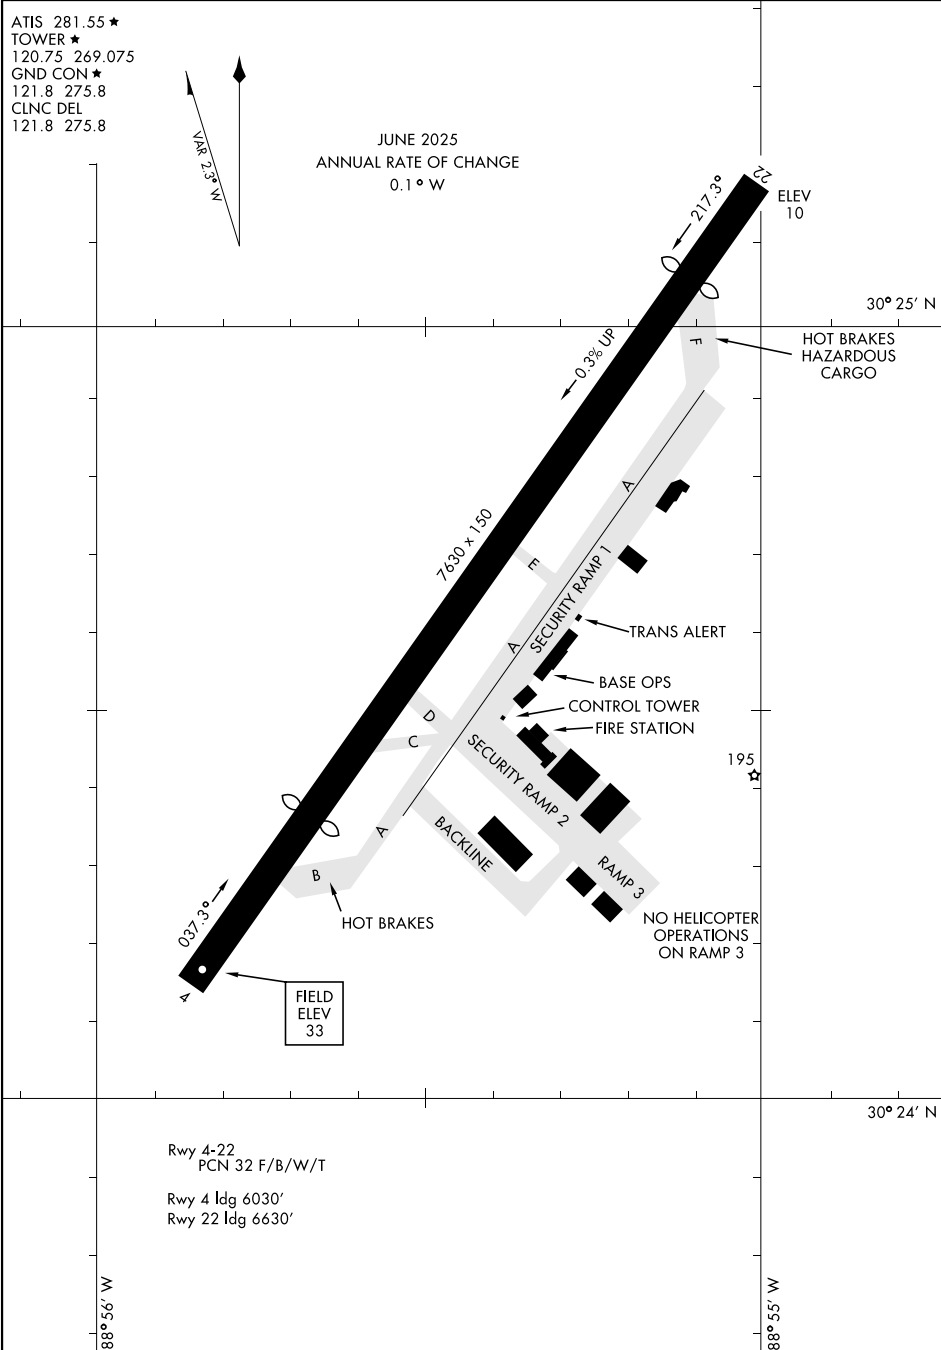 ATIS 281.55 ★
TOWER ★
120.75 269.075
GND CON ★
121.8 275.8
CLNC DEL
121.8 275.8
VAR 2.3° W
JUNE 2025
ANNUAL RATE OF CHANGE
0.1° W
22
ELEV
10
217.3°
30° 25′ N
F
HOT BRAKES
HAZARDOUS
CARGO
0.3% UP
A
7630 x 150
E
SECURITY RAMP 1
TRANS ALERT
A
BASE OPS
CONTROL TOWER
FIRE STATION
D
C
SECURITY RAMP 2
195
A
BACKLINE
B
RAMP 3
HOT BRAKES
NO HELICOPTER
OPERATIONS
ON RAMP 3
037.3°
4
FIELD
ELEV
33
30° 24′ N
Rwy 4-22
PCN 32 F/B/W/T
Rwy 4 ldg 6030′
Rwy 22 ldg 6630′
88° 56′ W
88° 55′ W